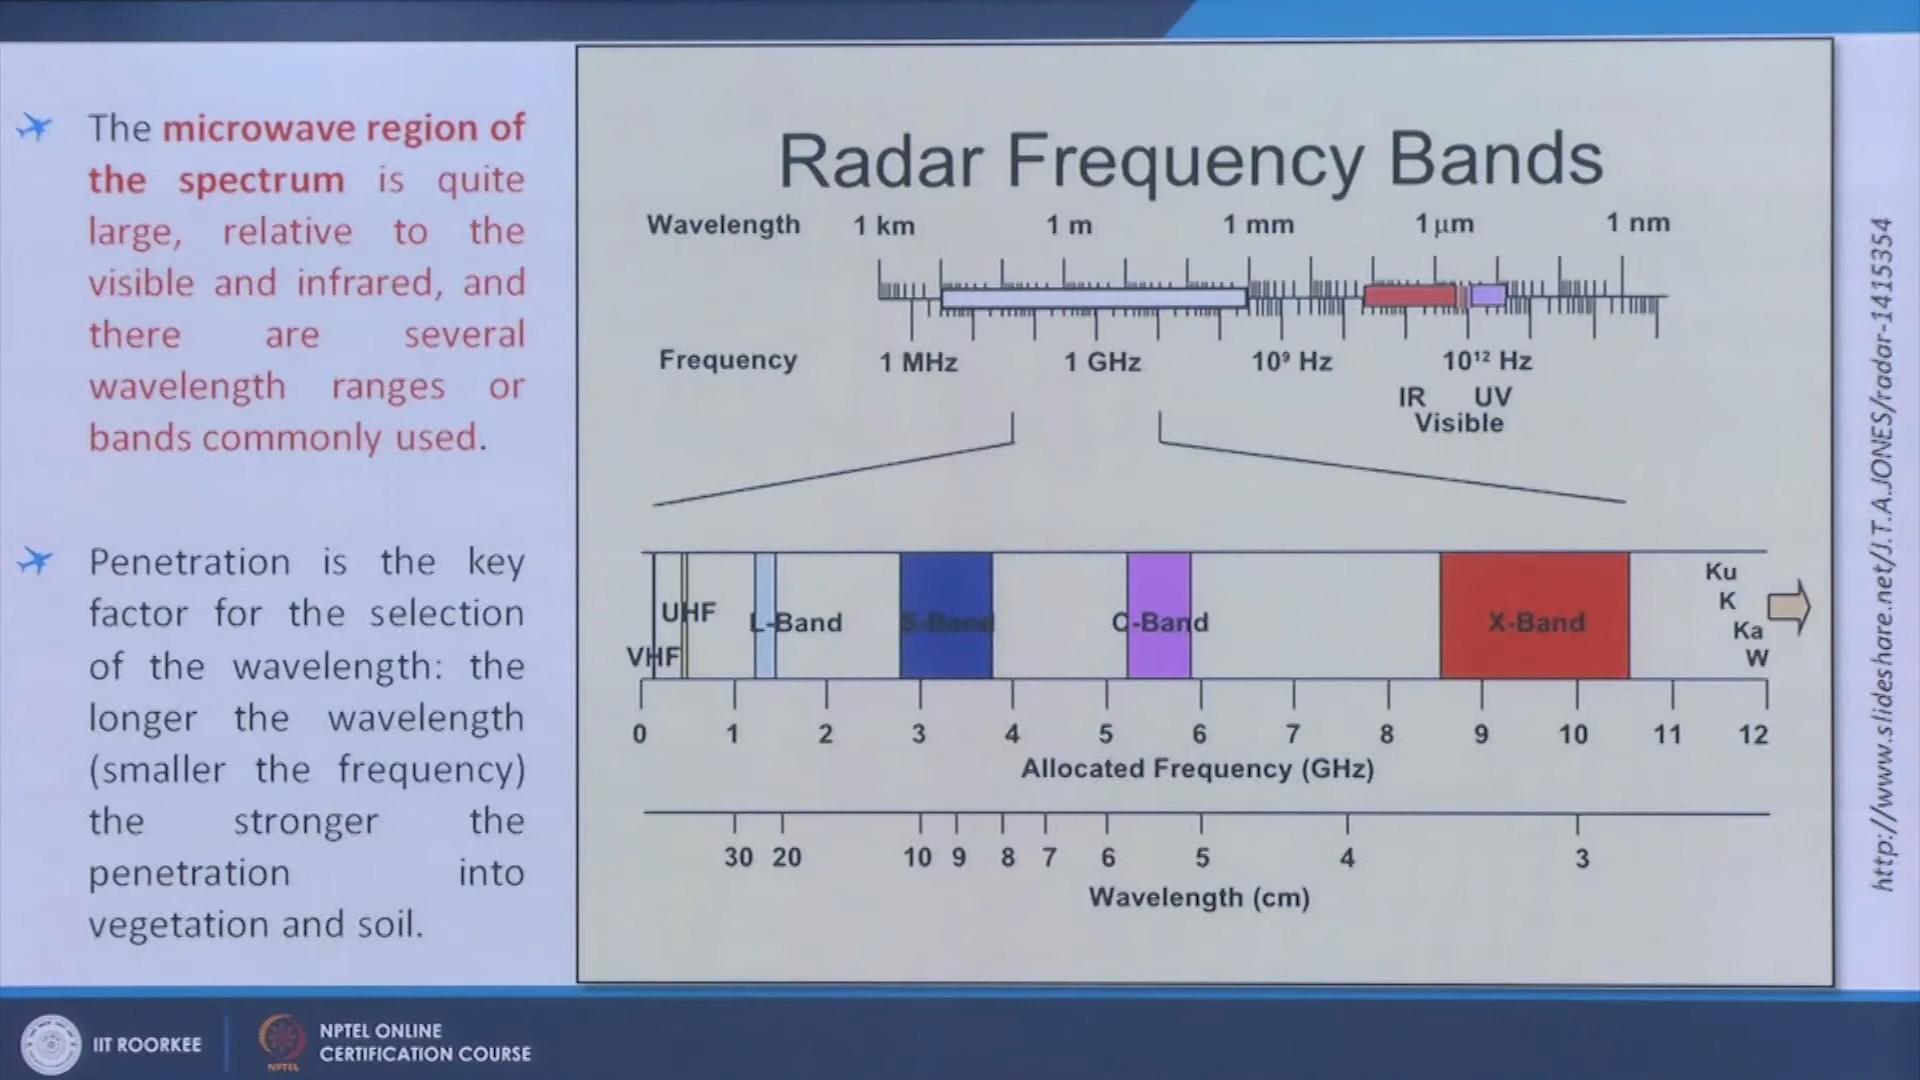 The microwave region of
the spectrum is quite
large, relative to the
visible and infrared, and
there are several
wavelength ranges or
bands commonly used.
Penetration is the key
factor for the selection
of the wavelength: the
longer the wavelength
(smaller the frequency)
the stronger the
penetration into
vegetation and soil.
Radar Frequency Bands
Wavelength 1 km 1 m 1 mm 1 μm 1 nm
Frequency 1 MHz 1 GHz 10⁹ Hz 10¹² Hz
IR UV
Visible
VHF UHF L-Band S-Band C-Band X-Band
Ku
K
Ka
W
0 1 2 3 4 5 6 7 8 9 10 11 12
Allocated Frequency (GHz)
30 20 10 9 8 7 6 5 4 3
Wavelength (cm)
http://www.slideshare.net/J.T.A.JONES/radar-1415354
IIT ROORKEE
NPTEL
NPTEL ONLINE
CERTIFICATION COURSE